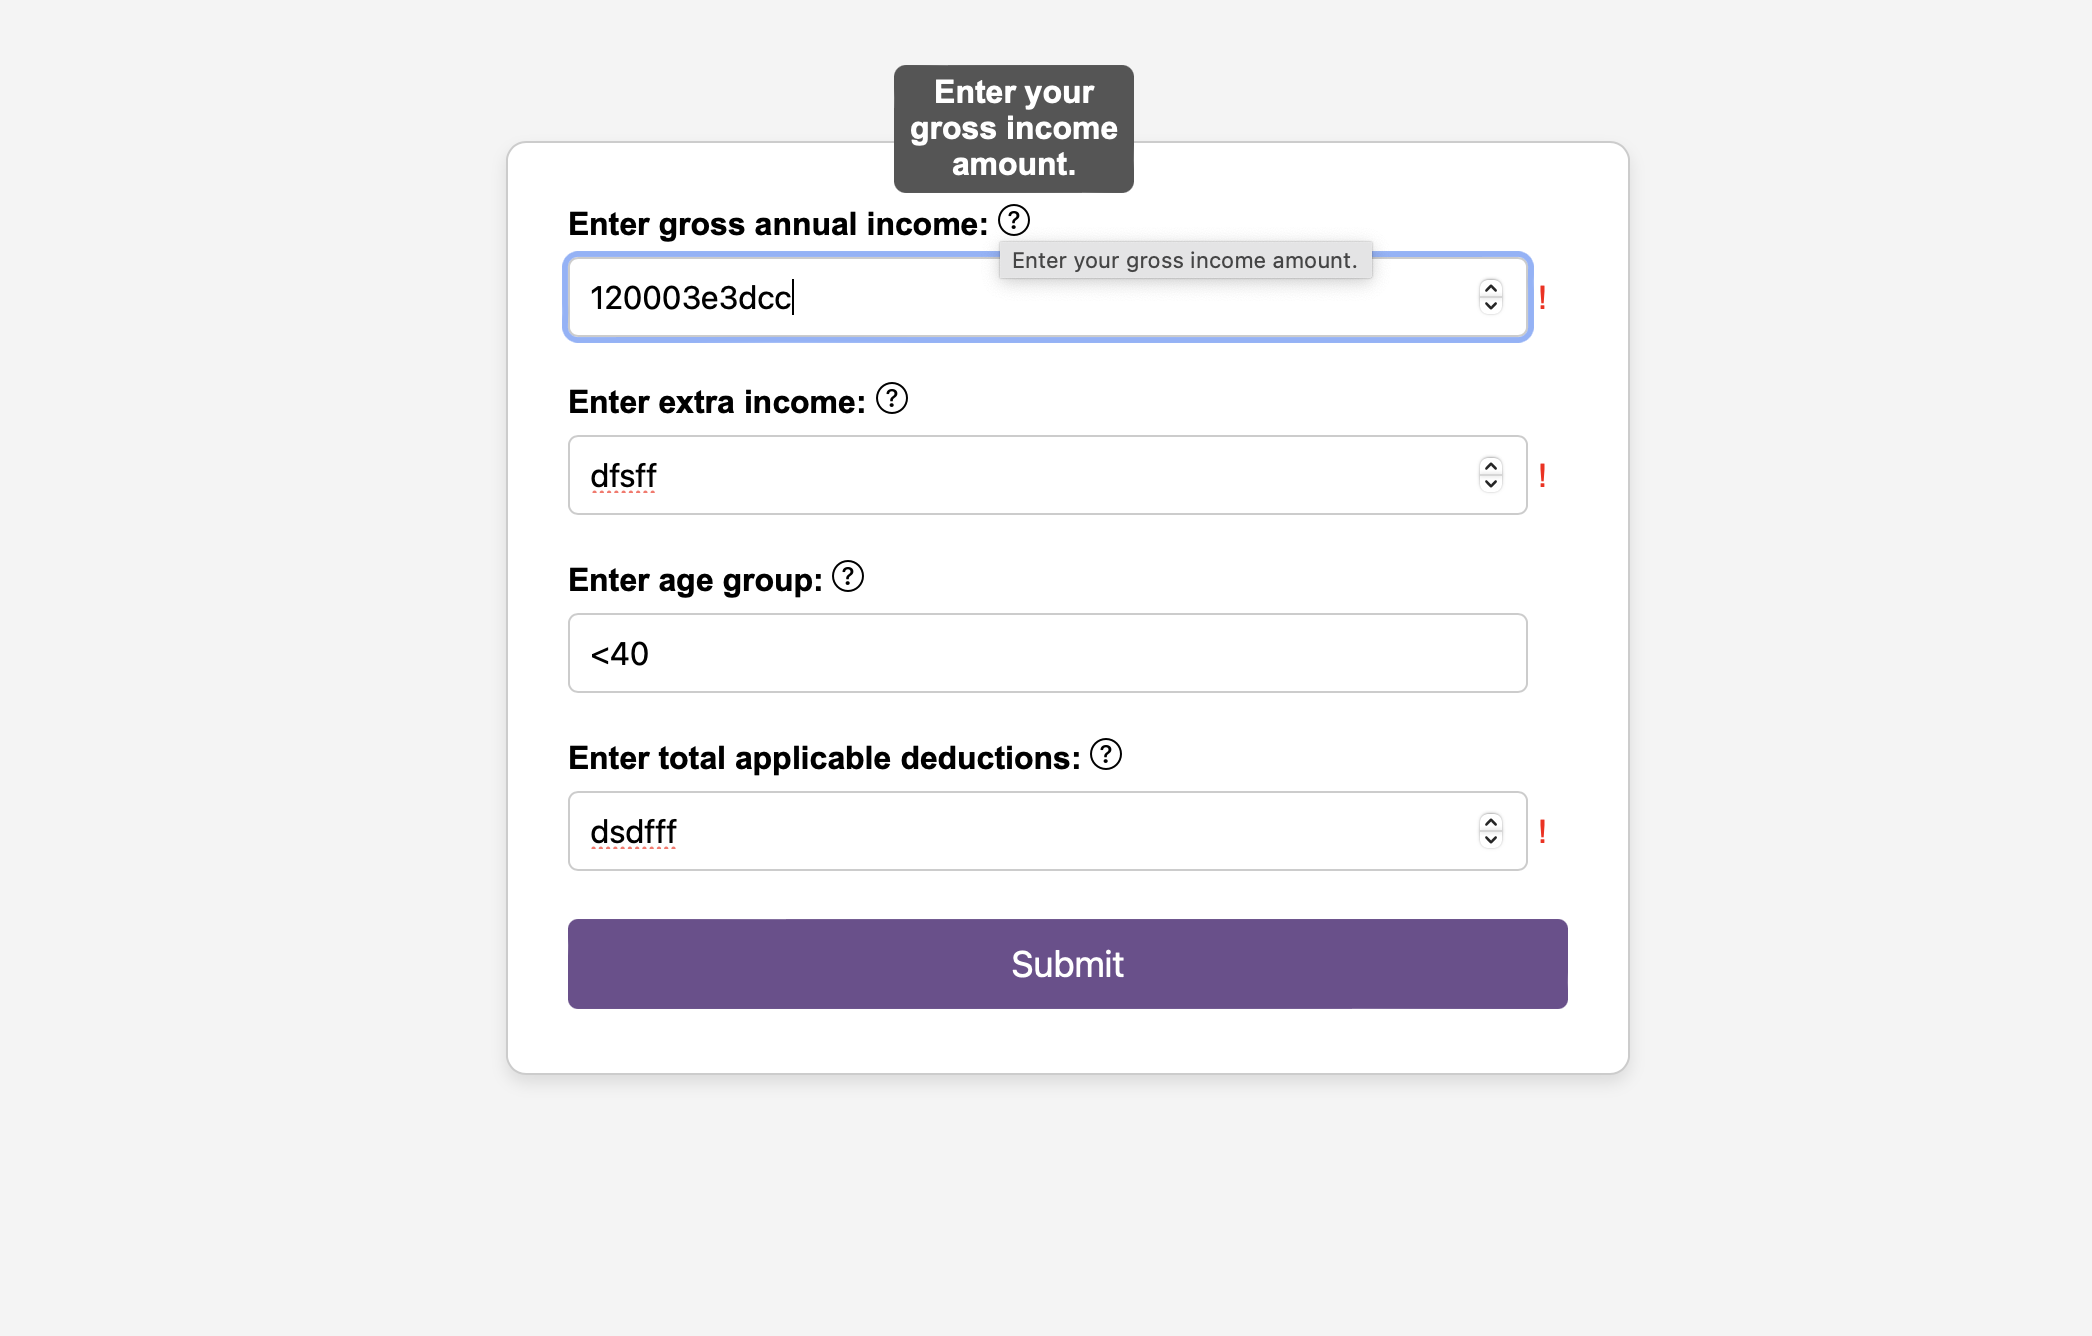 Enter your
gross income
amount.
Enter gross annual income: ?
Enter your gross income amount.
120003e3dcc
!
Enter extra income: ?
dfsff
!
Enter age group: ?
<40
Enter total applicable deductions: ?
dsdfff
!
Submit